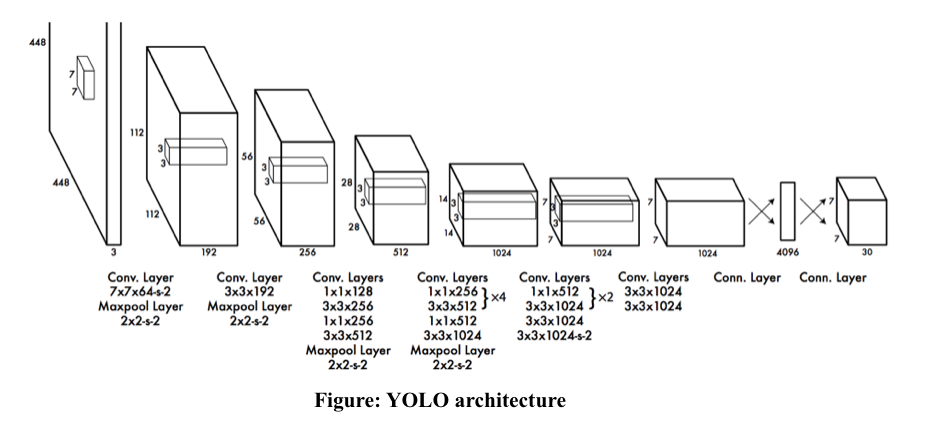 448
7
7
448
3
112
3
3
112
192
56
3
3
56
256
28
3
3
28
512
14
3
3
14
1024
7
3
3
7
1024
7
7
1024
4096
7
7
30
Conv. Layer
7x7x64-s-2
Maxpool Layer
2x2-s-2
Conv. Layer
3x3x192
Maxpool Layer
2x2-s-2
Conv. Layers
1x1x128
3x3x256
1x1x256
3x3x512
Maxpool Layer
2x2-s-2
Conv. Layers
1x1x256
3x3x512
}×4
1x1x512
3x3x1024
Maxpool Layer
2x2-s-2
Conv. Layers
1x1x512
3x3x1024
}×2
3x3x1024
3x3x1024-s-2
Conv. Layers
3x3x1024
3x3x1024
Conn. Layer
Conn. Layer
Figure: YOLO architecture